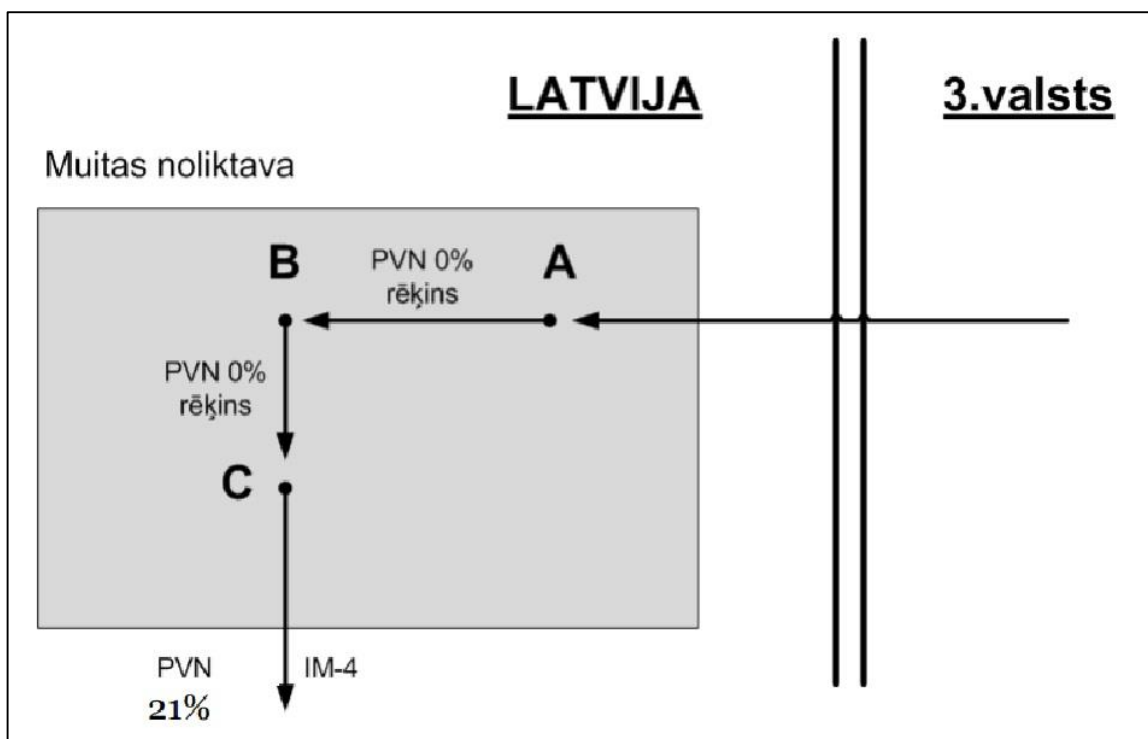 LATVIJA
3.valsts
Muitas noliktava
B
PVN 0%
rēķins
A
PVN 0%
rēķins
C
PVN
IM-4
21%